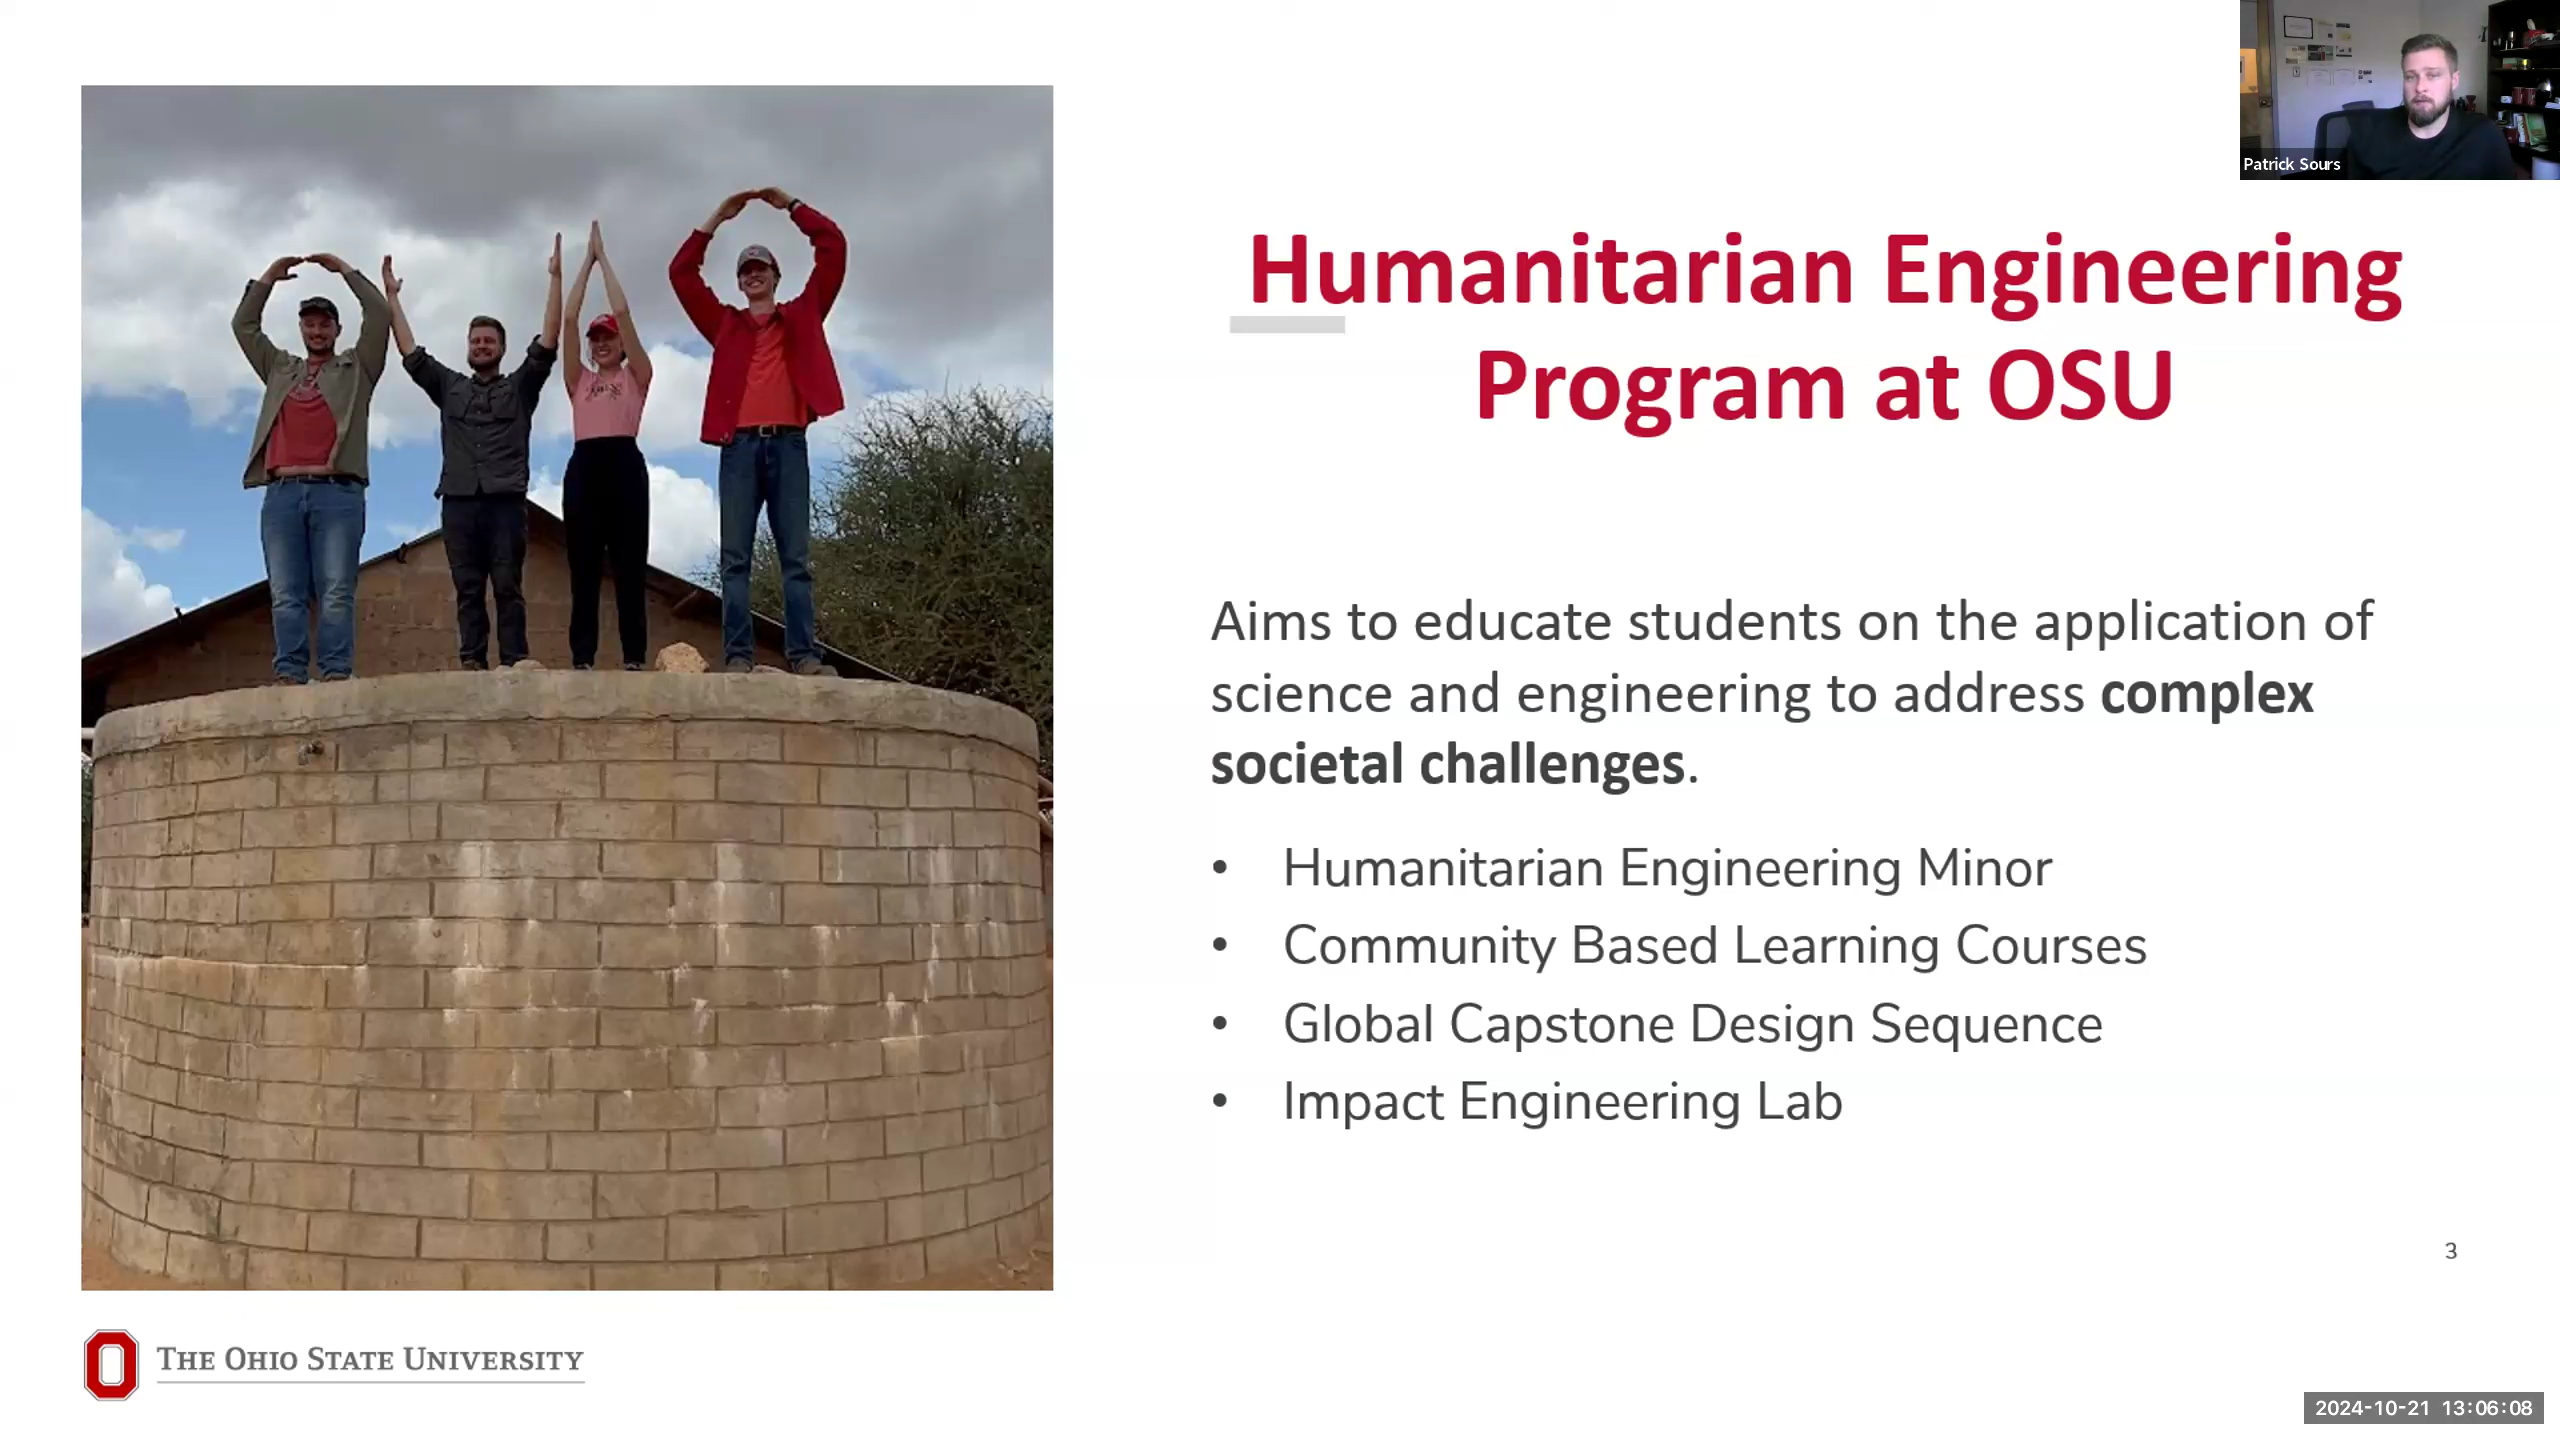 Patrick Sours
Humanitarian Engineering
Program at OSU
Aims to educate students on the application of
science and engineering to address complex
societal challenges.
• Humanitarian Engineering Minor
• Community Based Learning Courses
• Global Capstone Design Sequence
• Impact Engineering Lab
3
THE OHIO STATE UNIVERSITY
2024-10-21 13:06:08